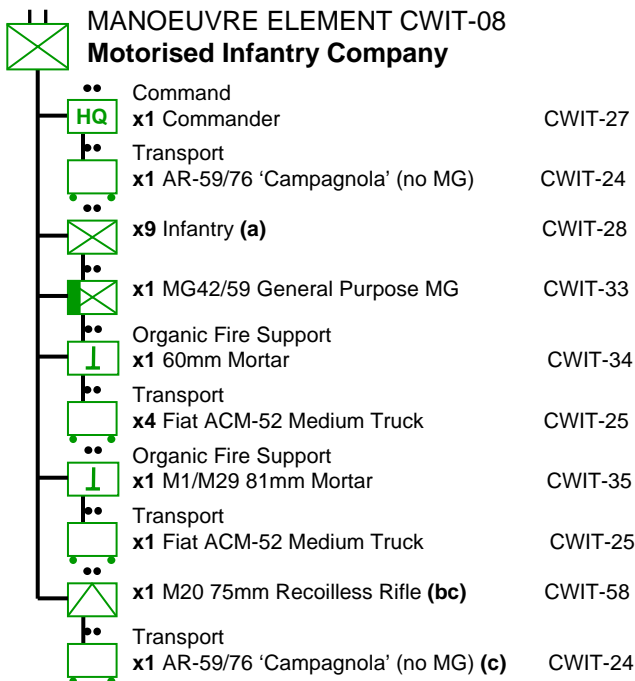 MANOEUVRE ELEMENT CWIT-08
Motorised Infantry Company
Command
HQ x1 Commander CWIT-27
Transport
x1 AR-59/76 ‘Campagnola’ (no MG) CWIT-24
x9 Infantry (a) CWIT-28
x1 MG42/59 General Purpose MG CWIT-33
Organic Fire Support
x1 60mm Mortar CWIT-34
Transport
x4 Fiat ACM-52 Medium Truck CWIT-25
Organic Fire Support
x1 M1/M29 81mm Mortar CWIT-35
Transport
x1 Fiat ACM-52 Medium Truck CWIT-25
x1 M20 75mm Recoilless Rifle (bc) CWIT-58
Transport
x1 AR-59/76 ‘Campagnola’ (no MG) (c) CWIT-24